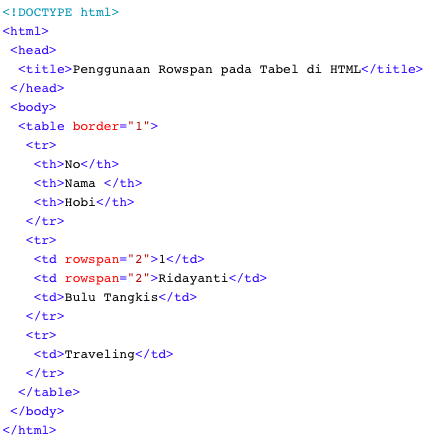 <!DOCTYPE html>
<html>
<head>
<title>Penggunaan Rowspan pada Tabel di HTML</title>
</head>
<body>
<table border="1">
<tr>
<th>No</th>
<th>Nama </th>
<th>Hobi</th>
</tr>
<tr>
<td rowspan="2">1</td>
<td rowspan="2">Ridayanti</td>
<td>Bulu Tangkis</td>
</tr>
<tr>
<td>Traveling</td>
</tr>
</table>
</body>
</html>